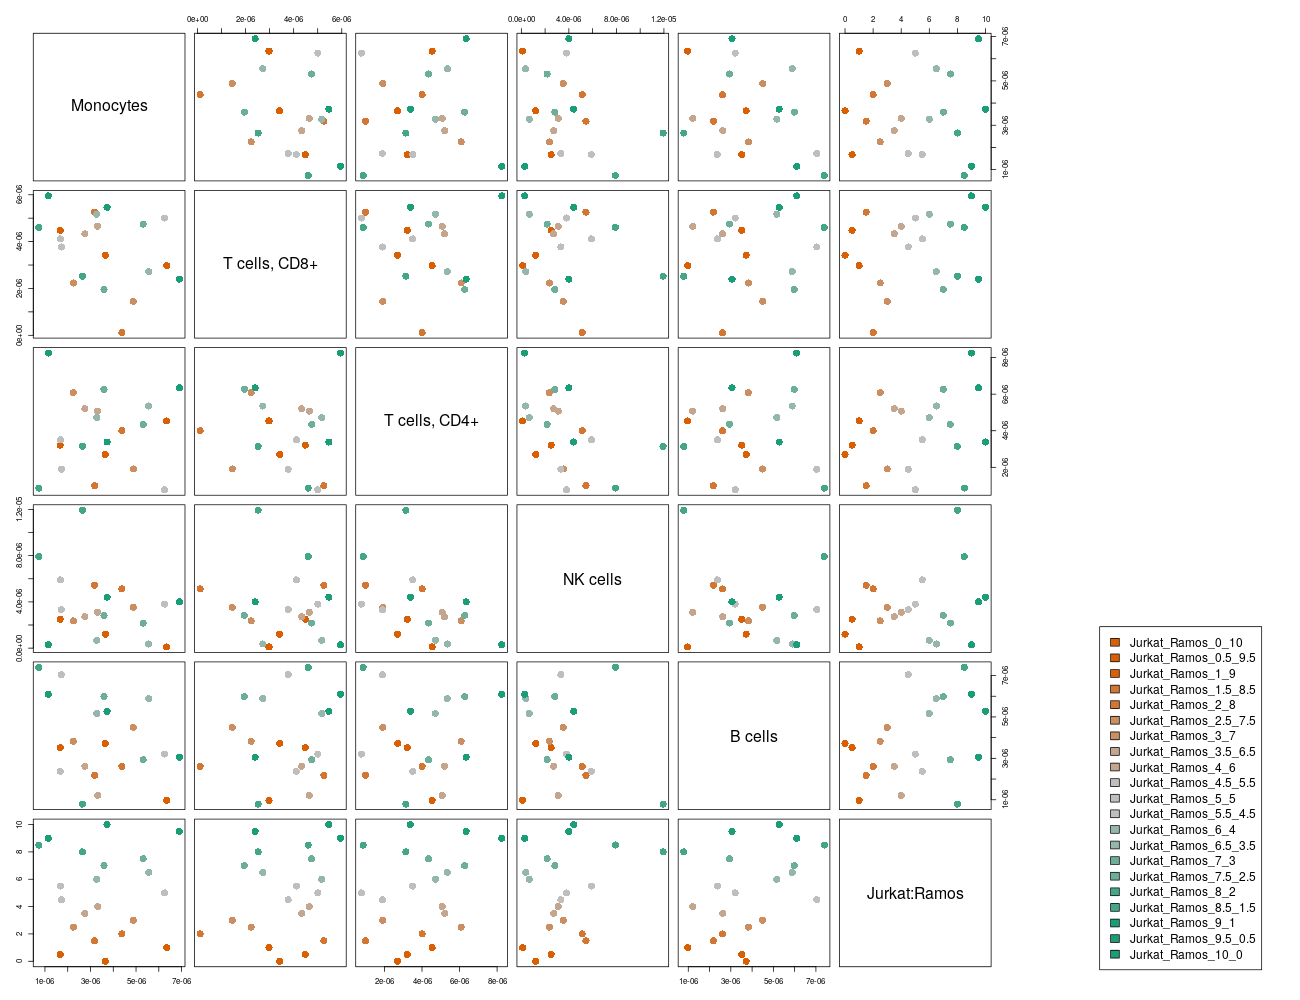 0e+00 2e-06 4e-06 6e-06 0.0e+00 4.0e-06 8.0e-06 1.2e-05 0 2 4 6 8 10
Monocytes
1e-06 3e-06 5e-06 7e-06
T cells, CD8+
0e+00 2e-06 4e-06 6e-06
T cells, CD4+
2e-06 4e-06 6e-06 8e-06
NK cells
0.0e+00 4.0e-06 8.0e-06 1.2e-05
B cells
1e-06 3e-06 5e-06 7e-06
Jurkat:Ramos
0 2 4 6 8 10
1e-06 3e-06 5e-06 7e-06 2e-06 4e-06 6e-06 8e-06 1e-06 3e-06 5e-06 7e-06
Jurkat_Ramos_0_10
Jurkat_Ramos_0.5_9.5
Jurkat_Ramos_1_9
Jurkat_Ramos_1.5_8.5
Jurkat_Ramos_2_8
Jurkat_Ramos_2.5_7.5
Jurkat_Ramos_3_7
Jurkat_Ramos_3.5_6.5
Jurkat_Ramos_4_6
Jurkat_Ramos_4.5_5.5
Jurkat_Ramos_5_5
Jurkat_Ramos_5.5_4.5
Jurkat_Ramos_6_4
Jurkat_Ramos_6.5_3.5
Jurkat_Ramos_7_3
Jurkat_Ramos_7.5_2.5
Jurkat_Ramos_8_2
Jurkat_Ramos_8.5_1.5
Jurkat_Ramos_9_1
Jurkat_Ramos_9.5_0.5
Jurkat_Ramos_10_0